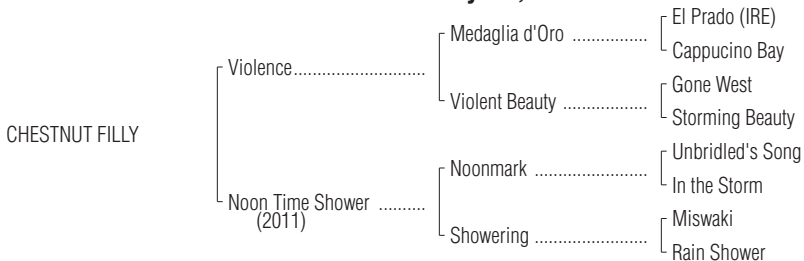 El Prado (IRE)
Medaglia d'Oro ..................
Cappucino Bay
Violence............................
Gone West
Violent Beauty ...................
Storming Beauty
CHESTNUT FILLY
Unbridled's Song
Noonmark .........................
In the Storm
Noon Time Shower ..........
(2011)
Miswaki
Showering .........................
Rain Shower